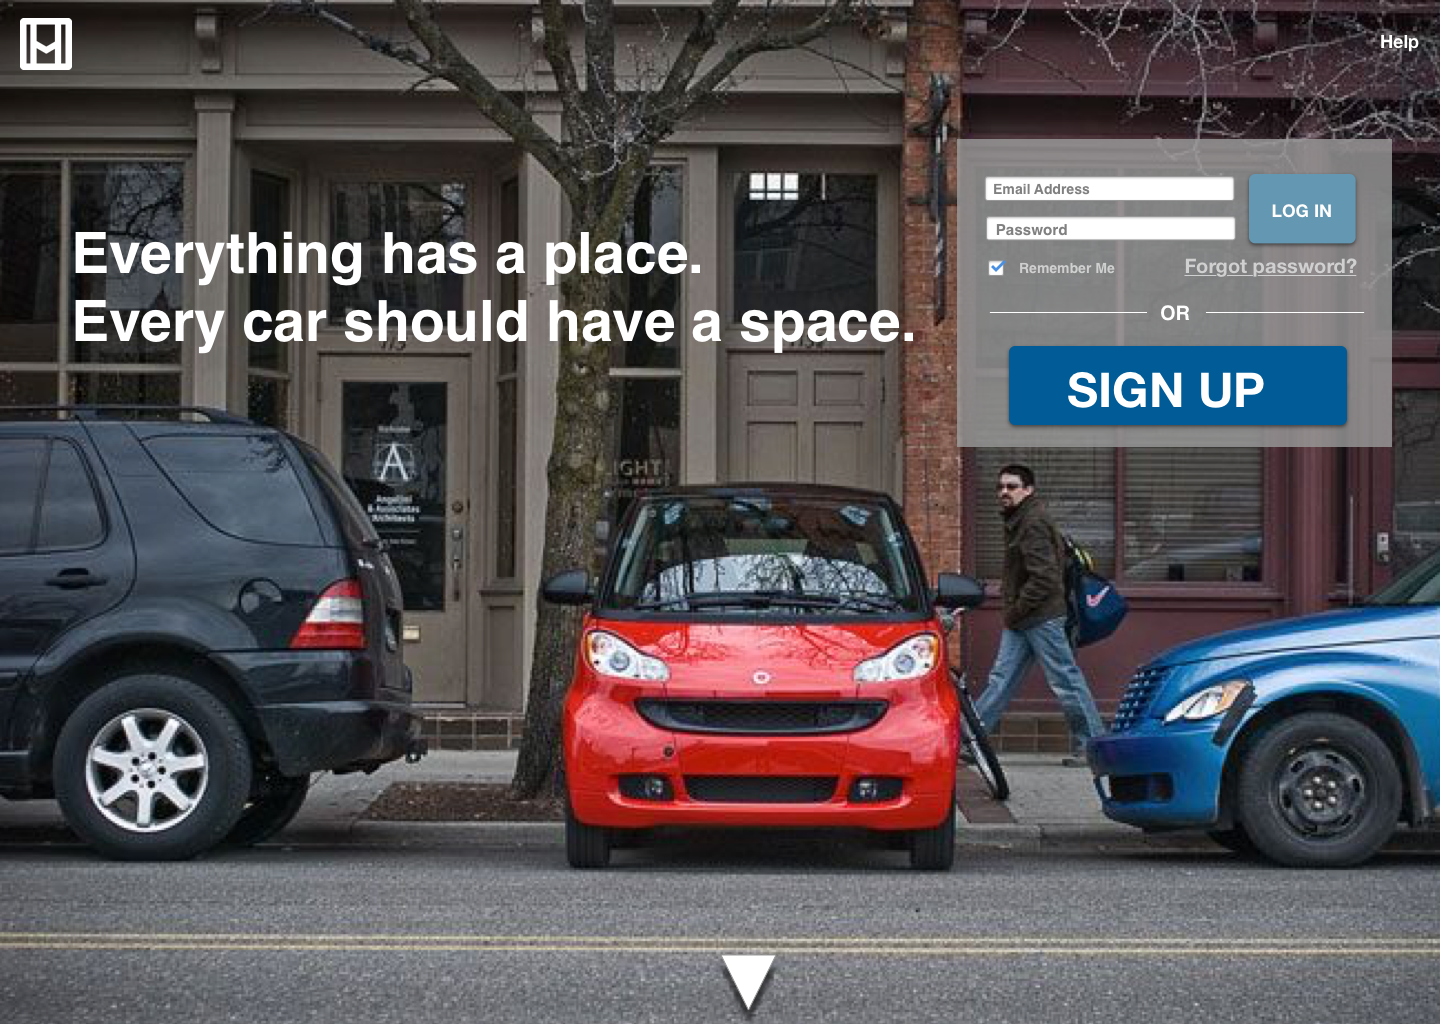 Help
Everything has a place.
Every car should have a space.
Email Address
LOG IN
Password
Remember Me
Forgot password?
OR
SIGN UP
A
Angelini
& Associates
Architects
IGHT